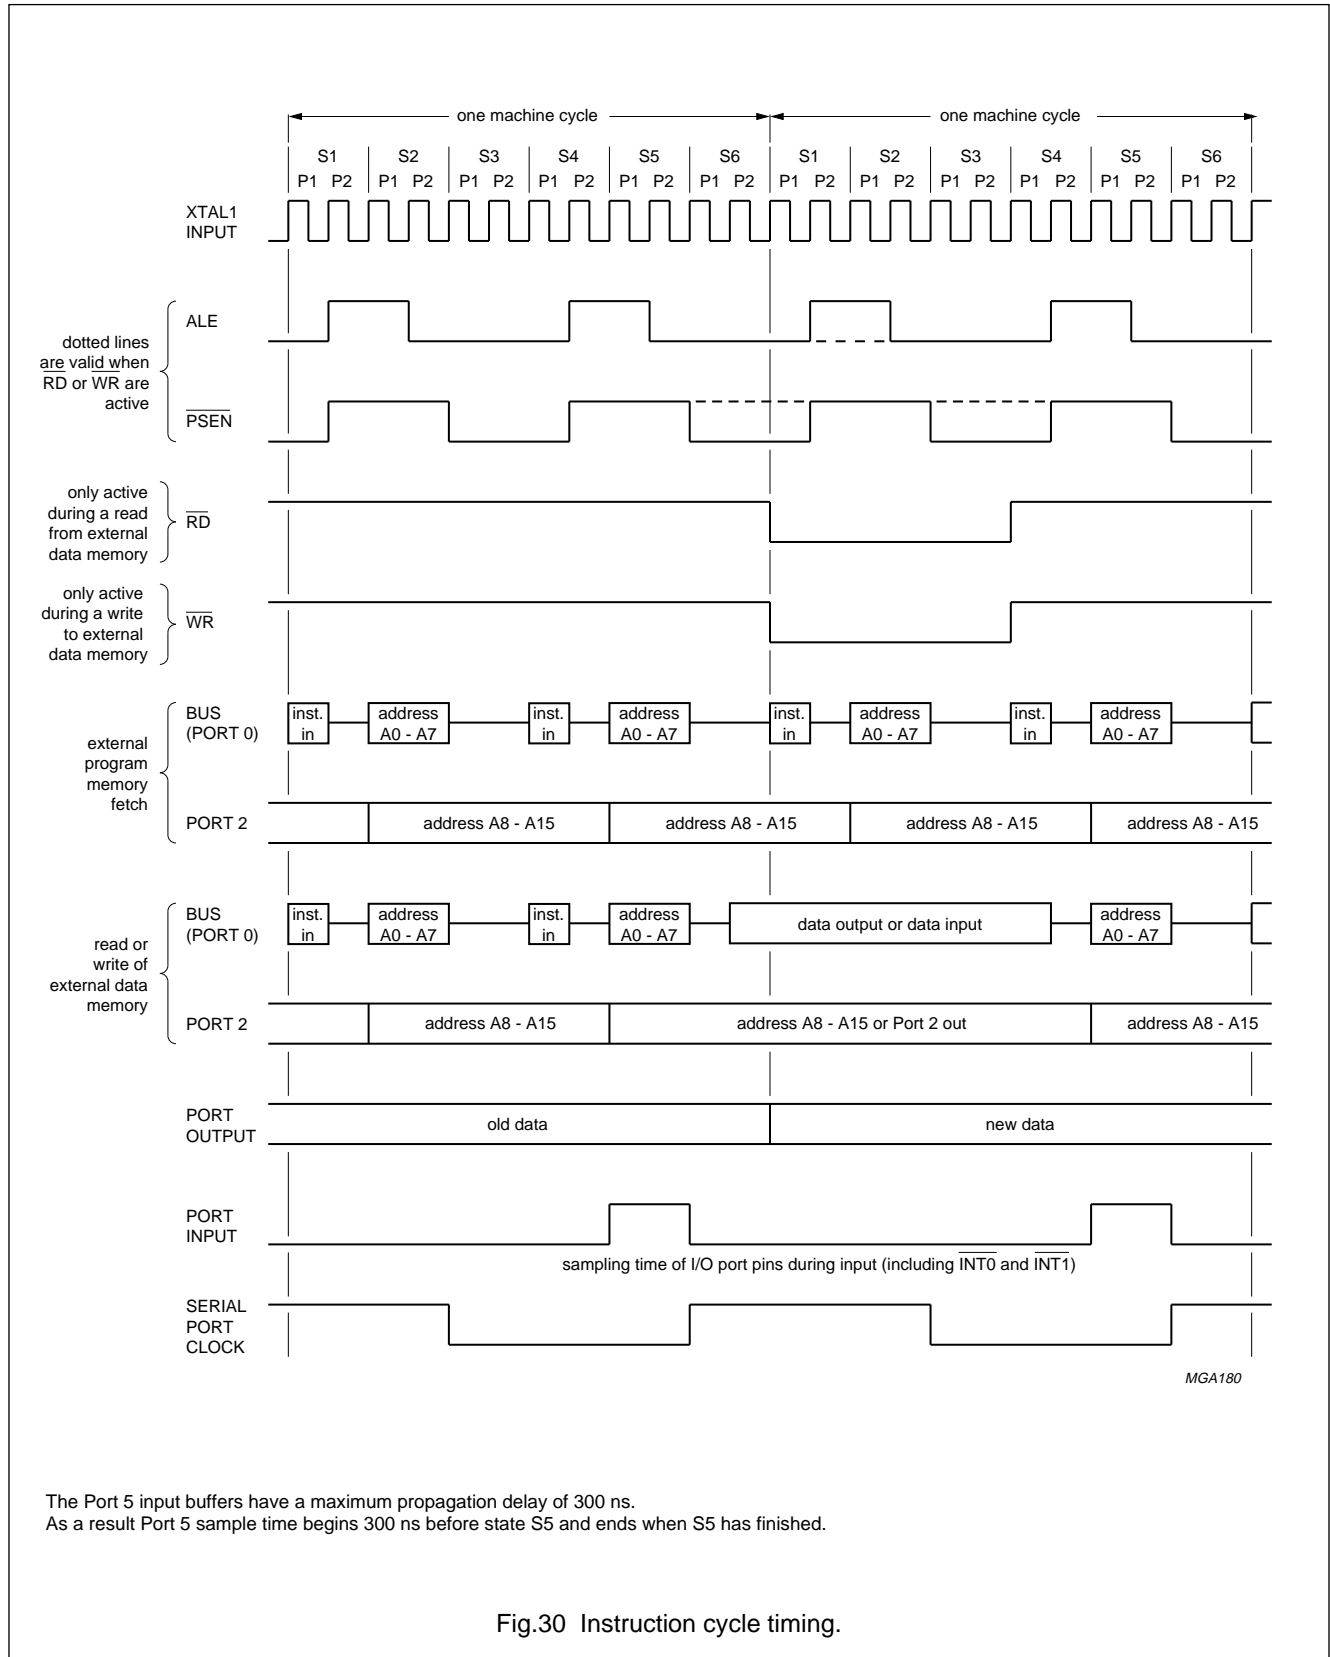 one machine cycle one machine cycle
S1 S2 S3 S4 S5 S6 S1 S2 S3 S4 S5 S6
P1 P2 P1 P2 P1 P2 P1 P2 P1 P2 P1 P2 P1 P2 P1 P2 P1 P2 P1 P2 P1 P2 P1 P2
XTAL1
INPUT
dotted lines
are valid when
RD or WR are
active
ALE
PSEN
only active
during a read
from external
data memory
RD
only active
during a write
to external
data memory
WR
external
program
memory
fetch
BUS
(PORT 0)
inst. address inst. address inst. address inst. address
in A0 - A7 in A0 - A7 in A0 - A7 in A0 - A7
PORT 2
address A8 - A15 address A8 - A15 address A8 - A15 address A8 - A15
read or
write of
external data
memory
BUS
(PORT 0)
inst. address inst. address data output or data input address
in A0 - A7 in A0 - A7 A0 - A7
PORT 2
address A8 - A15 address A8 - A15 or Port 2 out address A8 - A15
PORT
OUTPUT
old data new data
PORT
INPUT
sampling time of I/O port pins during input (including INT0 and INT1)
SERIAL
PORT
CLOCK
MGA180
The Port 5 input buffers have a maximum propagation delay of 300 ns.
As a result Port 5 sample time begins 300 ns before state S5 and ends when S5 has finished.
Fig.30 Instruction cycle timing.